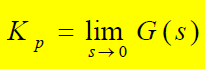 K_p = lim_{s→0} G(s)